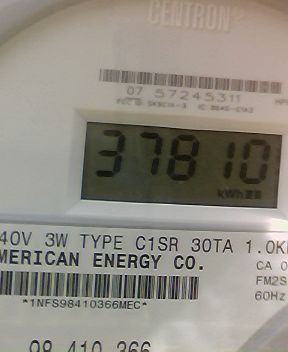 CENTRON
07 57245311
37810
kWh
40V 3W TYPE C1SR 30TA 1.0K
MERICAN ENERGY CO.
CA 0
FM2S
60Hz
*1NFS98410366MEC*
98 410 366